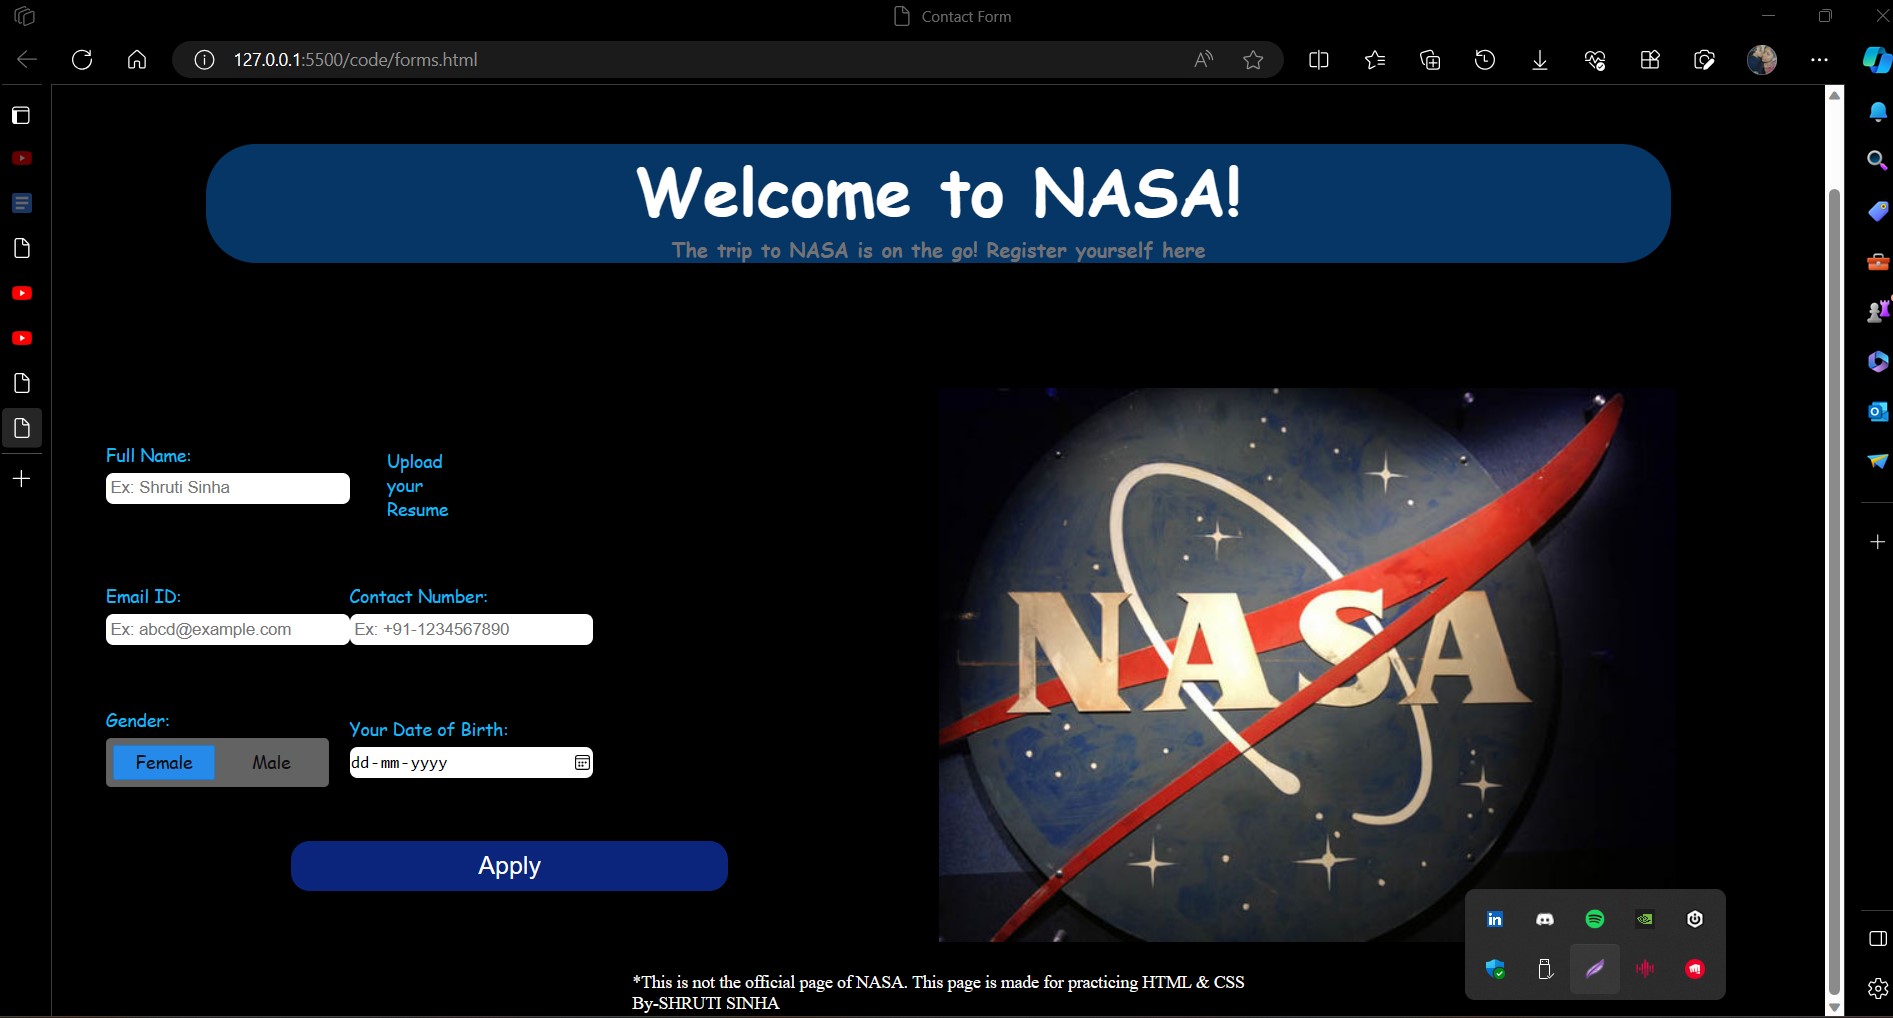 Contact Form
127.0.0.1:5500/code/forms.html
Welcome to NASA!
The trip to NASA is on the go! Register yourself here
Full Name:
Ex: Shruti Sinha
Upload
your
Resume
Email ID:
Contact Number:
Ex: abcd@example.com
Ex: +91-1234567890
Gender:
Your Date of Birth:
Female
Male
dd-mm-yyyy
Apply
NASA
in
*This is not the official page of NASA. This page is made for practicing HTML & CSS
By-SHRUTI SINHA